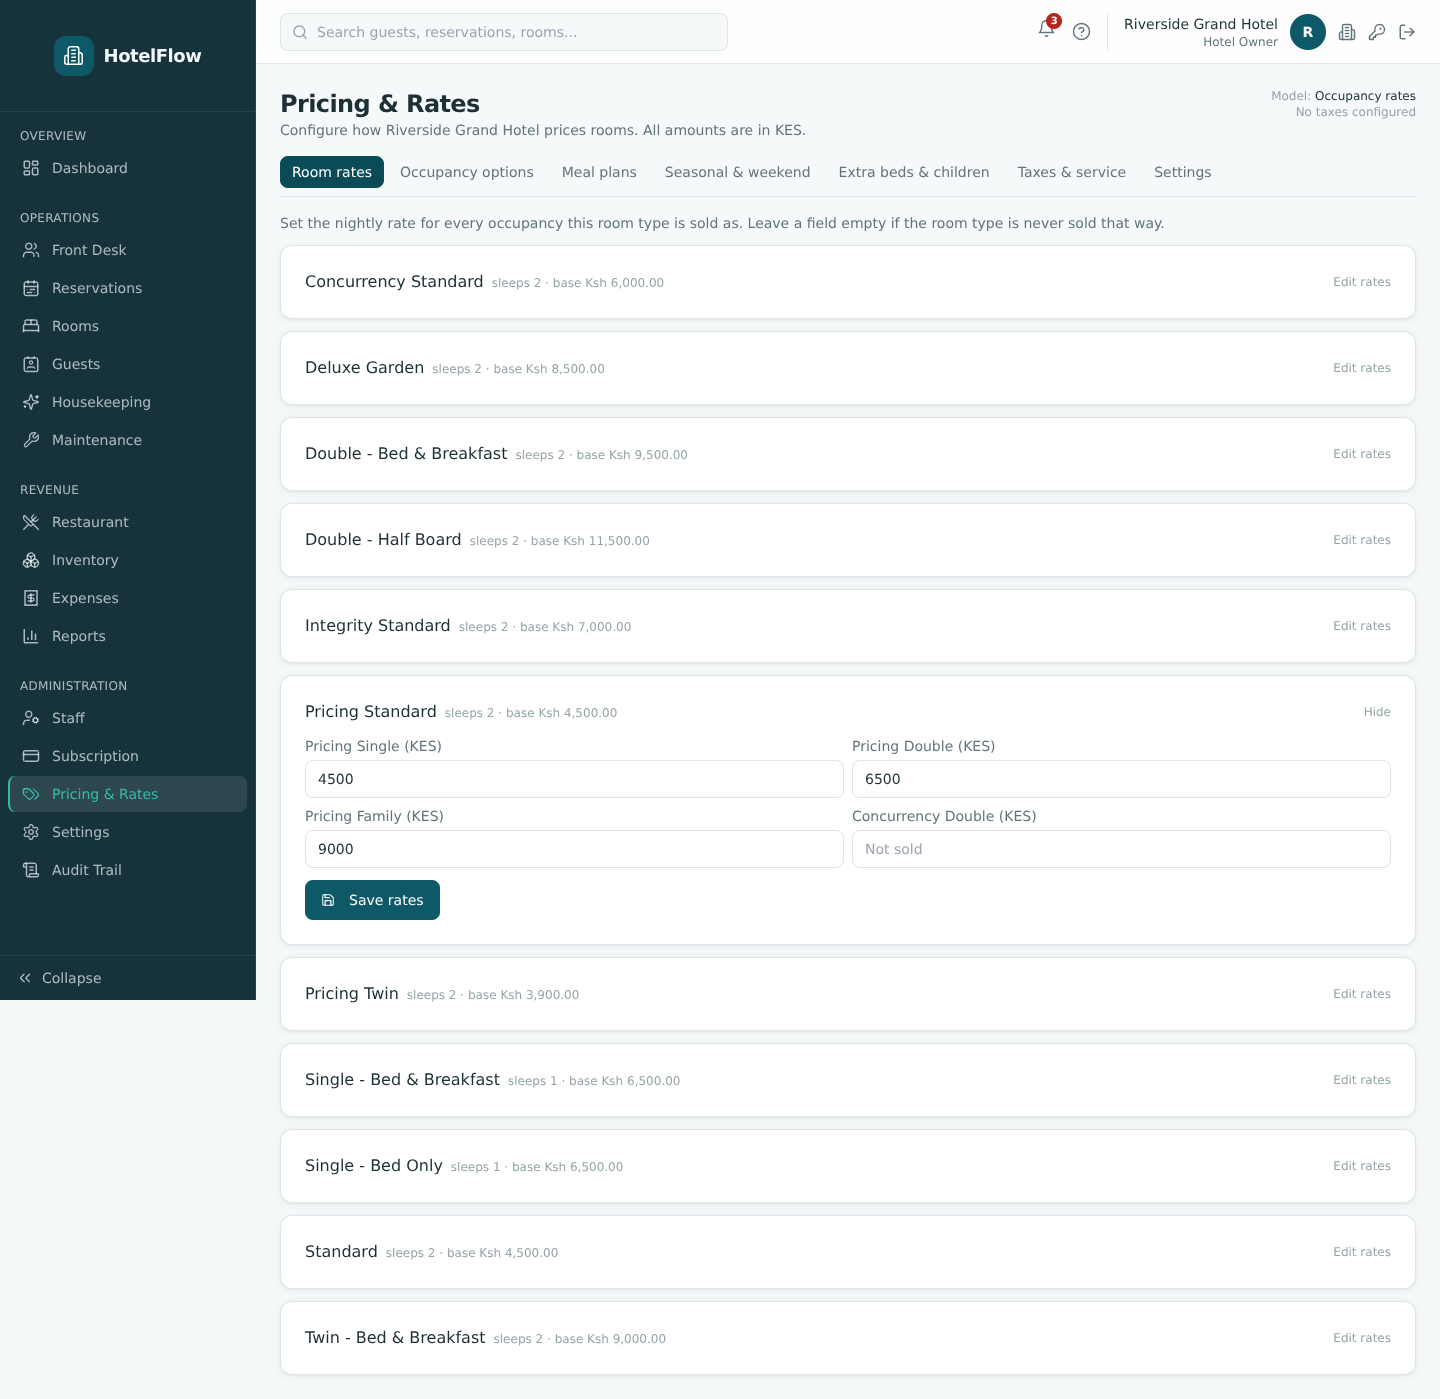 HotelFlow
OVERVIEW
Dashboard
OPERATIONS
Front Desk
Reservations
Rooms
Guests
Housekeeping
Maintenance
REVENUE
Restaurant
Inventory
Expenses
Reports
ADMINISTRATION
Staff
Subscription
Pricing & Rates
Settings
Audit Trail
Collapse
Search guests, reservations, rooms...
3
Riverside Grand Hotel
Hotel Owner
R
Pricing & Rates
Configure how Riverside Grand Hotel prices rooms. All amounts are in KES.
Model: Occupancy rates
No taxes configured
Room rates Occupancy options Meal plans Seasonal & weekend Extra beds & children Taxes & service Settings
Set the nightly rate for every occupancy this room type is sold as. Leave a field empty if the room type is never sold that way.
Concurrency Standard sleeps 2 · base Ksh 6,000.00 Edit rates
Deluxe Garden sleeps 2 · base Ksh 8,500.00 Edit rates
Double - Bed & Breakfast sleeps 2 · base Ksh 9,500.00 Edit rates
Double - Half Board sleeps 2 · base Ksh 11,500.00 Edit rates
Integrity Standard sleeps 2 · base Ksh 7,000.00 Edit rates
Pricing Standard sleeps 2 · base Ksh 4,500.00 Hide
Pricing Single (KES) Pricing Double (KES)
4500 6500
Pricing Family (KES) Concurrency Double (KES)
9000 Not sold
Save rates
Pricing Twin sleeps 2 · base Ksh 3,900.00 Edit rates
Single - Bed & Breakfast sleeps 1 · base Ksh 6,500.00 Edit rates
Single - Bed Only sleeps 1 · base Ksh 6,500.00 Edit rates
Standard sleeps 2 · base Ksh 4,500.00 Edit rates
Twin - Bed & Breakfast sleeps 2 · base Ksh 9,000.00 Edit rates